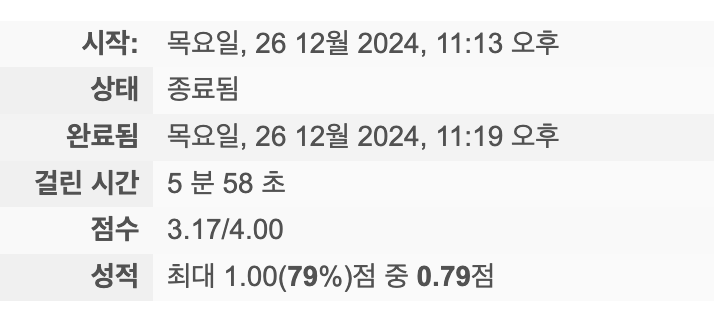 시작: 목요일, 26 12월 2024, 11:13 오후
상태 종료됨
완료됨 목요일, 26 12월 2024, 11:19 오후
걸린 시간 5 분 58 초
점수 3.17/4.00
성적 최대 1.00(79%)점 중 0.79점